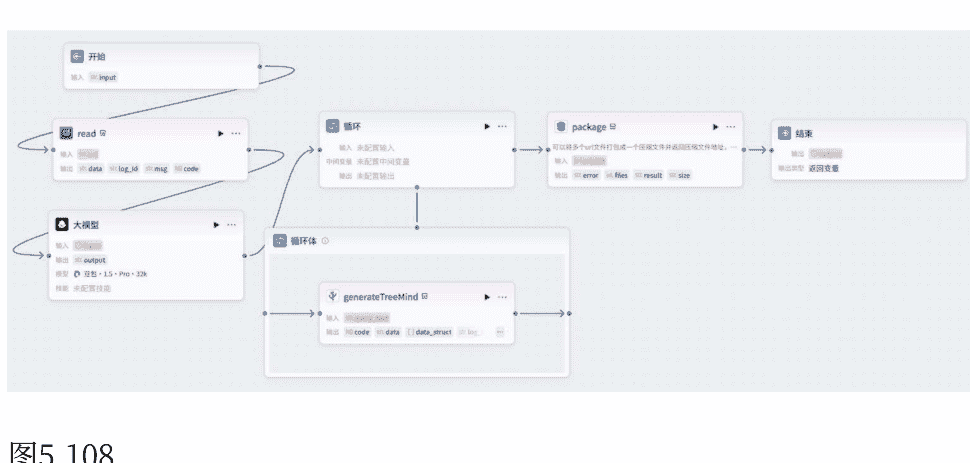 开始
输入 input
read
输入
输出 data log_id msg code
大模型
输入
输出 output
模型 豆包・1.5・Pro・32k
技能 未配置技能
循环
输入 未配置输入
中间变量 未配置中间变量
输出 未配置输出
循环体
generateTreeMind
输入
输出 code data data_struct log_
package
可以将多个url文件打包成一个压缩文件并返回压缩文件地址，…
输入
输出 error files result size
结束
输出
输出类型 返回变量
图5.108